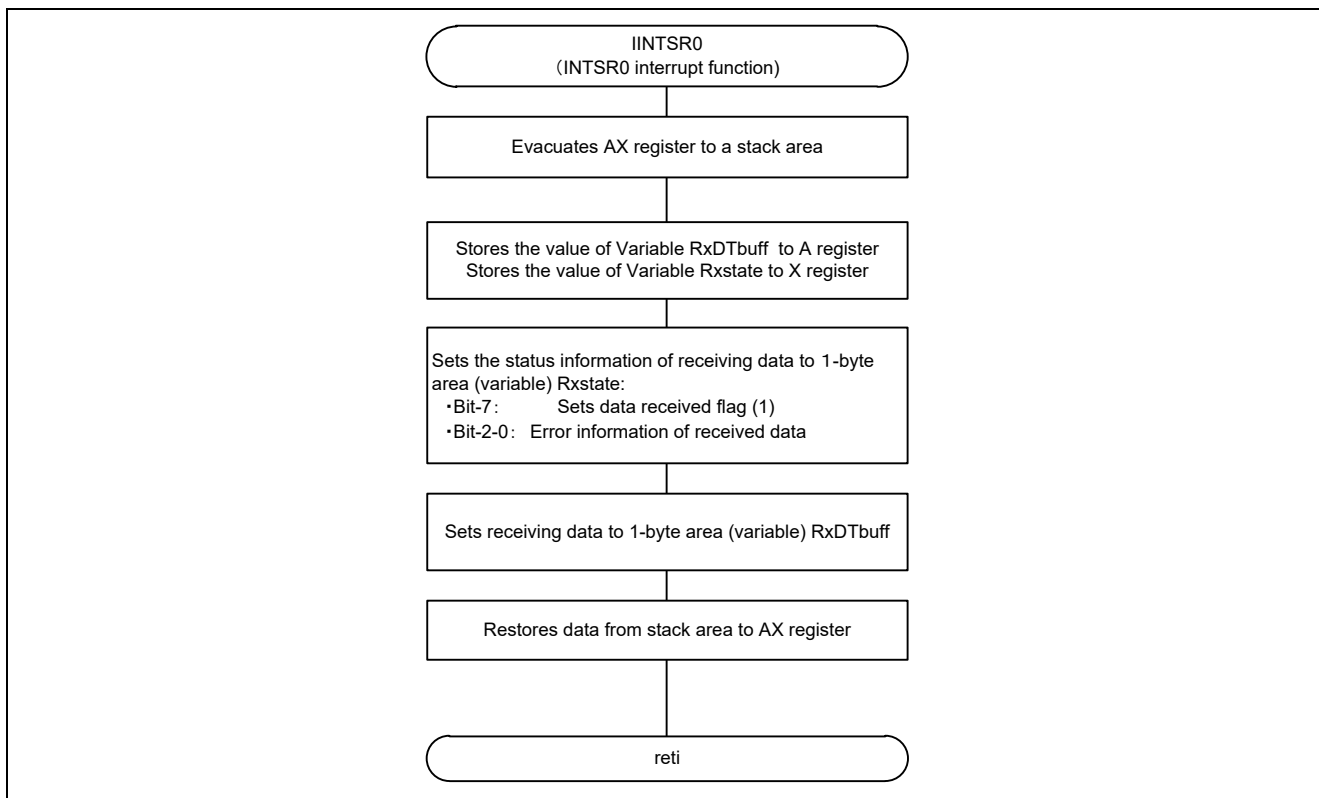 IINTSR0
（INTSR0 interrupt function)
Evacuates AX register to a stack area
Stores the value of Variable RxDTbuff to A register
Stores the value of Variable Rxstate to X register
Sets the status information of receiving data to 1-byte
area (variable) Rxstate:
・Bit-7： Sets data received flag (1)
・Bit-2-0： Error information of received data
Sets receiving data to 1-byte area (variable) RxDTbuff
Restores data from stack area to AX register
reti